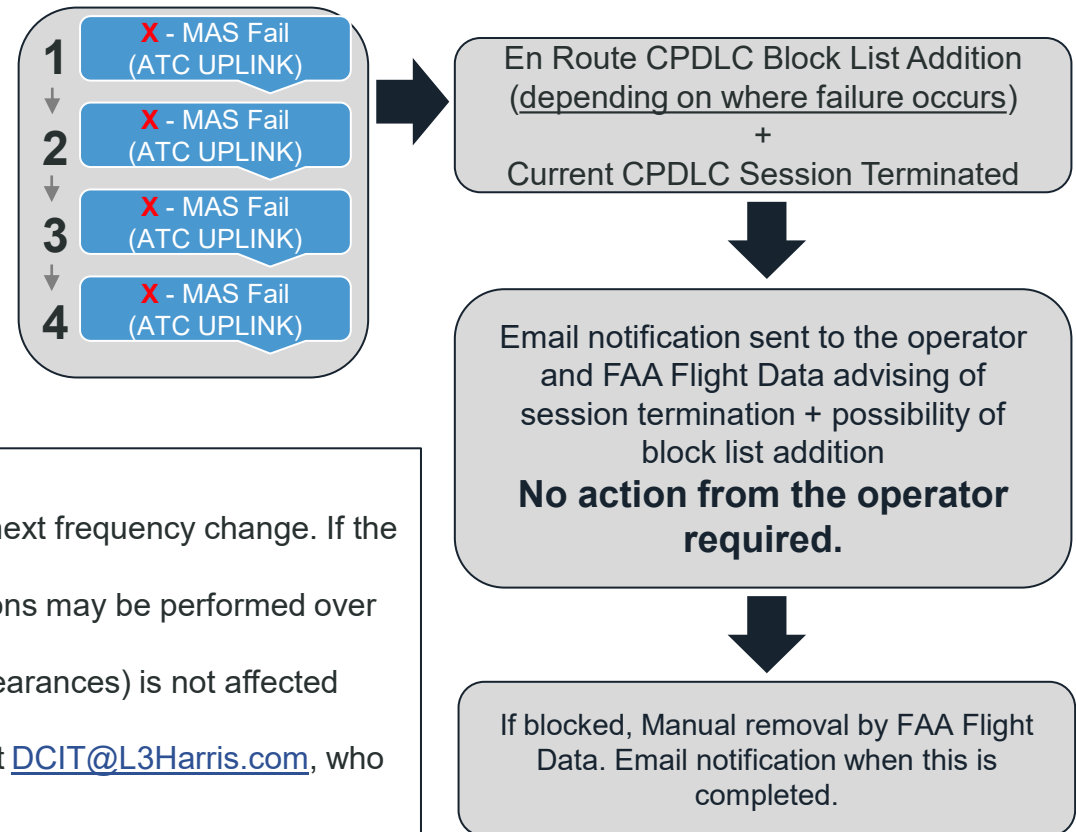 1
X - MAS Fail
(ATC UPLINK)
2
X - MAS Fail
(ATC UPLINK)
3
X - MAS Fail
(ATC UPLINK)
4
X - MAS Fail
(ATC UPLINK)
En Route CPDLC Block List Addition
(depending on where failure occurs)
+
Current CPDLC Session Terminated
Email notification sent to the operator
and FAA Flight Data advising of
session termination + possibility of
block list addition
No action from the operator
required.
If blocked, Manual removal by FAA Flight
Data. Email notification when this is
completed.
next frequency change. If the
ons may be performed over
earances) is not affected
t DCIT@L3Harris.com, who